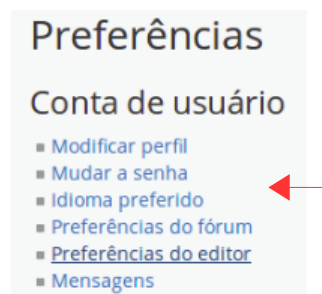 Preferências
Conta de usuário
Modificar perfil
Mudar a senha
Idioma preferido
Preferências do fórum
Preferências do editor
Mensagens